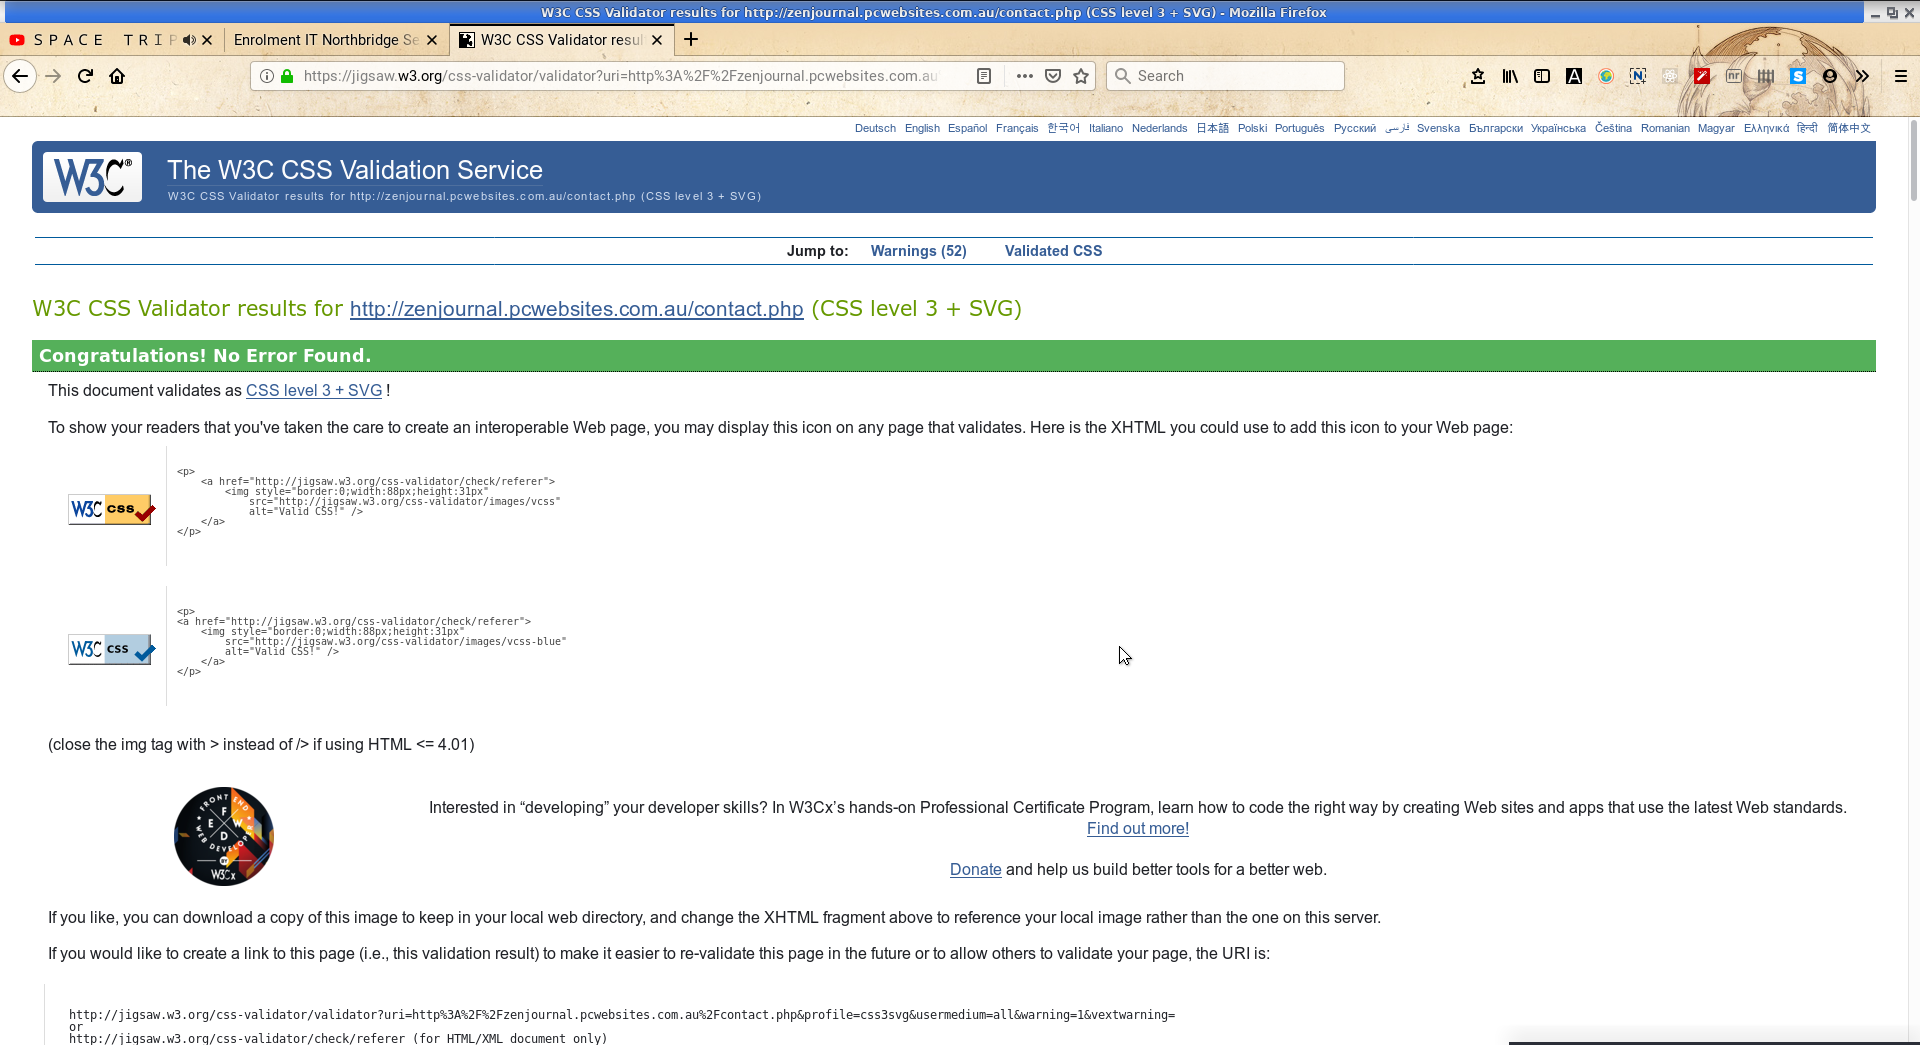 W3C CSS Validator results for http://zenjournal.pcwebsites.com.au/contact.php (CSS level 3 + SVG) - Mozilla Firefox
S P A C E T R I P
Enrolment IT Northbridge Se
W3C CSS Validator resul
https://jigsaw.w3.org/css-validator/validator?uri=http%3A%2F%2Fzenjournal.pcwebsites.com.au
Search
Deutsch English Español Français 한국어 Italiano Nederlands 日本語 Polski Português Русский فارسی Svenska Български Українська Čeština Romanian Magyar Ελληνικά हिन्दी 简体中文
W3C®
The W3C CSS Validation Service
W3C CSS Validator results for http://zenjournal.pcwebsites.com.au/contact.php (CSS level 3 + SVG)
Jump to: Warnings (52) Validated CSS
W3C CSS Validator results for http://zenjournal.pcwebsites.com.au/contact.php (CSS level 3 + SVG)
Congratulations! No Error Found.
This document validates as CSS level 3 + SVG !
To show your readers that you've taken the care to create an interoperable Web page, you may display this icon on any page that validates. Here is the XHTML you could use to add this icon to your Web page:
W3C CSS
<p>
<a href="http://jigsaw.w3.org/css-validator/check/referer">
<img style="border:0;width:88px;height:31px"
src="http://jigsaw.w3.org/css-validator/images/vcss"
alt="Valid CSS!" />
</a>
</p>
W3C CSS
<p>
<a href="http://jigsaw.w3.org/css-validator/check/referer">
<img style="border:0;width:88px;height:31px"
src="http://jigsaw.w3.org/css-validator/images/vcss-blue"
alt="Valid CSS!" />
</a>
</p>
(close the img tag with > instead of /> if using HTML <= 4.01)
FRONT END
F E W D
WEB DEVELOPER
W3Cx
Interested in “developing” your developer skills? In W3Cx’s hands-on Professional Certificate Program, learn how to code the right way by creating Web sites and apps that use the latest Web standards.
Find out more!
Donate and help us build better tools for a better web.
If you like, you can download a copy of this image to keep in your local web directory, and change the XHTML fragment above to reference your local image rather than the one on this server.
If you would like to create a link to this page (i.e., this validation result) to make it easier to re-validate this page in the future or to allow others to validate your page, the URI is:
http://jigsaw.w3.org/css-validator/validator?uri=http%3A%2F%2Fzenjournal.pcwebsites.com.au%2Fcontact.php&profile=css3svg&usermedium=all&warning=1&vextwarning=
or
http://jigsaw.w3.org/css-validator/check/referer (for HTML/XML document only)